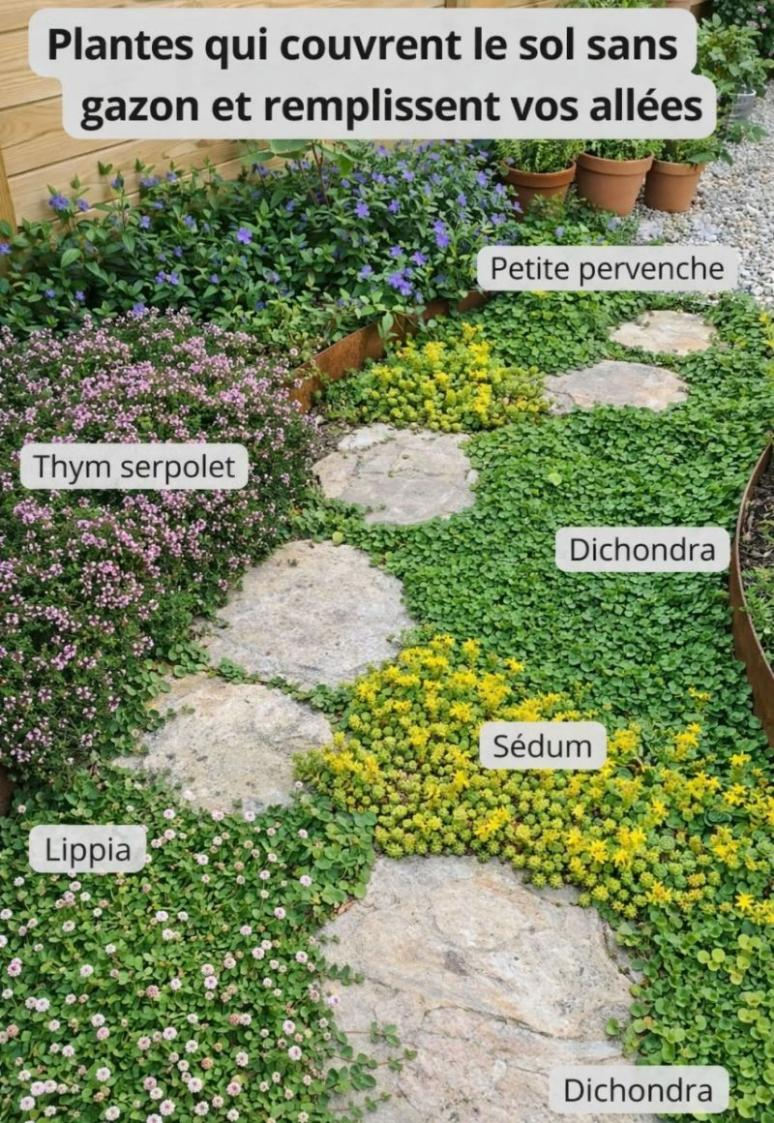 Plantes qui couvrent le sol sans
gazon et remplissent vos allées
Petite pervenche
Thym serpolet
Dichondra
Sédum
Lippia
Dichondra